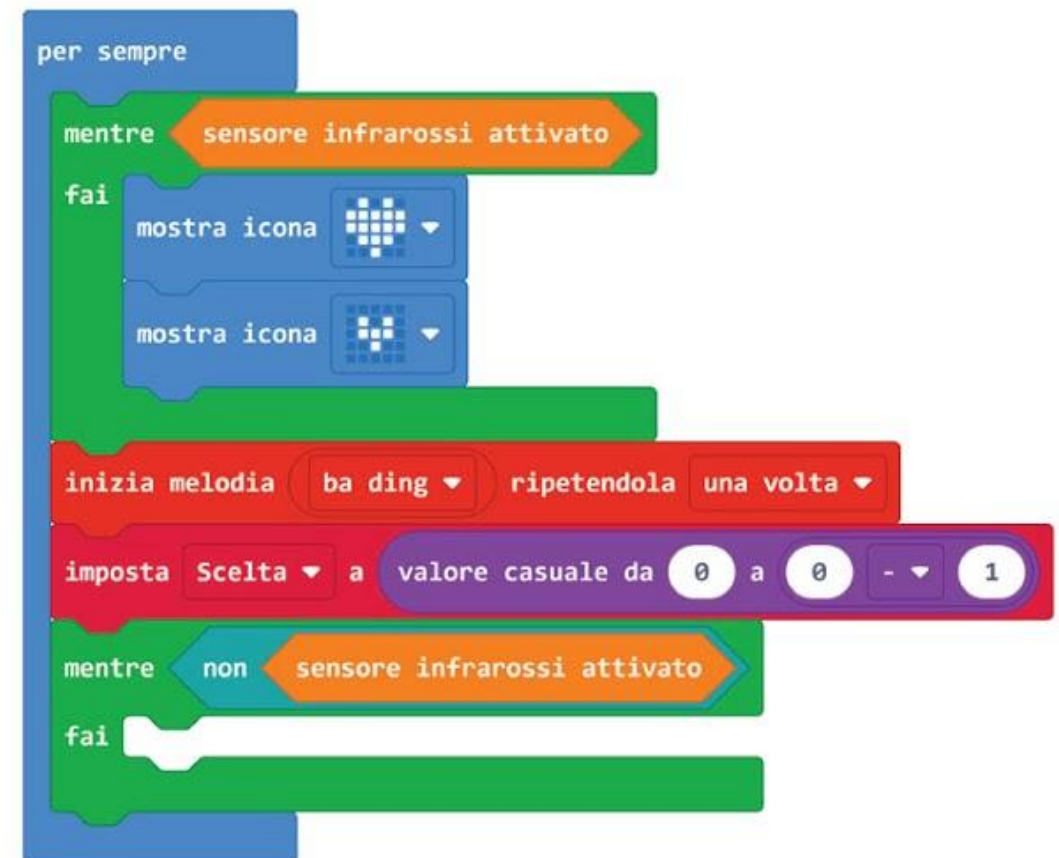 per sempre
mentre sensore infrarossi attivato
fai
mostra icona
mostra icona
inizia melodia ba ding ripetendola una volta
imposta Scelta a valore casuale da 0 a 0 - 1
mentre non sensore infrarossi attivato
fai